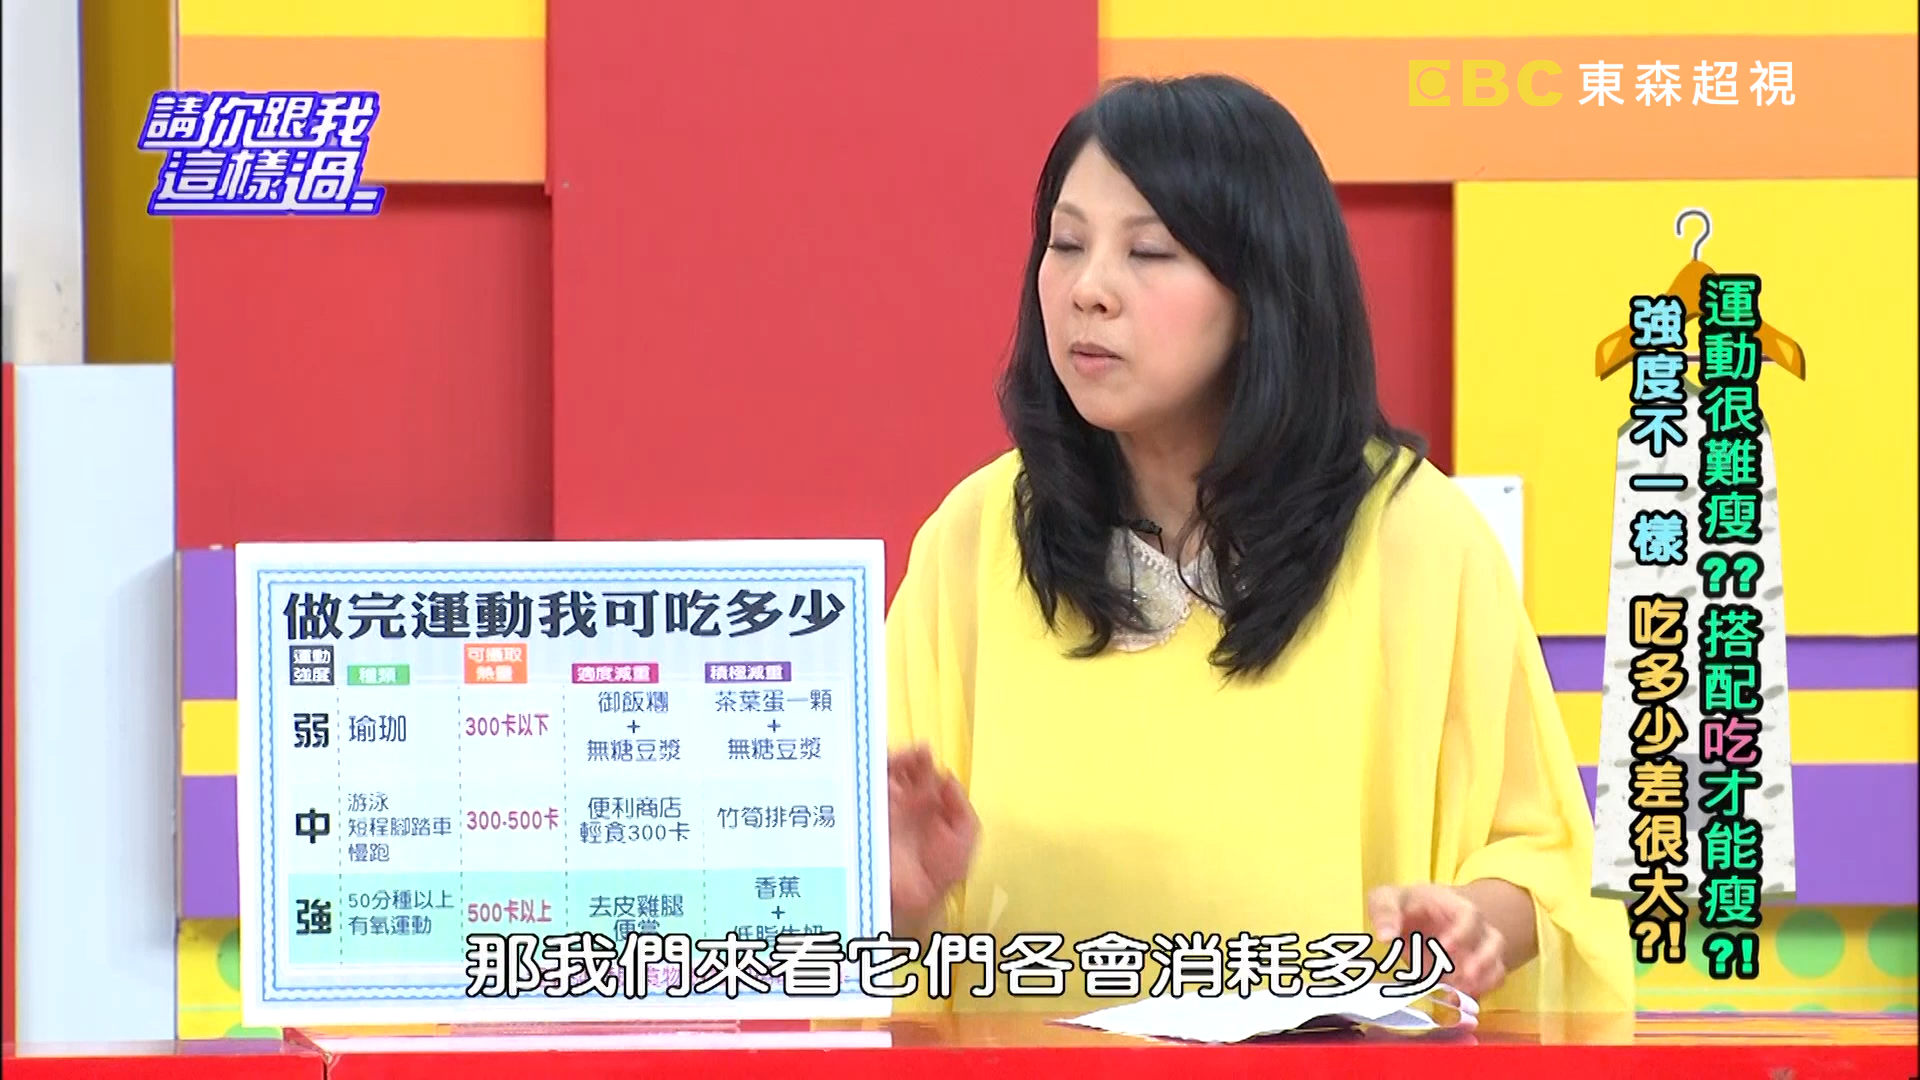 EBC 東森超視
請你跟我
這樣過
運動很難瘦??搭配吃才能瘦?!
強度不一樣 吃多少差很大?!
做完運動我可吃多少
運動強度 種類 可攝取熱量 適度減重 積極減重
弱 瑜珈 300卡以下 御飯糰+無糖豆漿 茶葉蛋一顆+無糖豆漿
中 游泳 短程腳踏車 慢跑 300-500卡 便利商店輕食300卡 竹筍排骨湯
強 50分種以上有氧運動 500卡以上 去皮雞腿便當 香蕉+低脂牛奶
那我們來看它們各會消耗多少